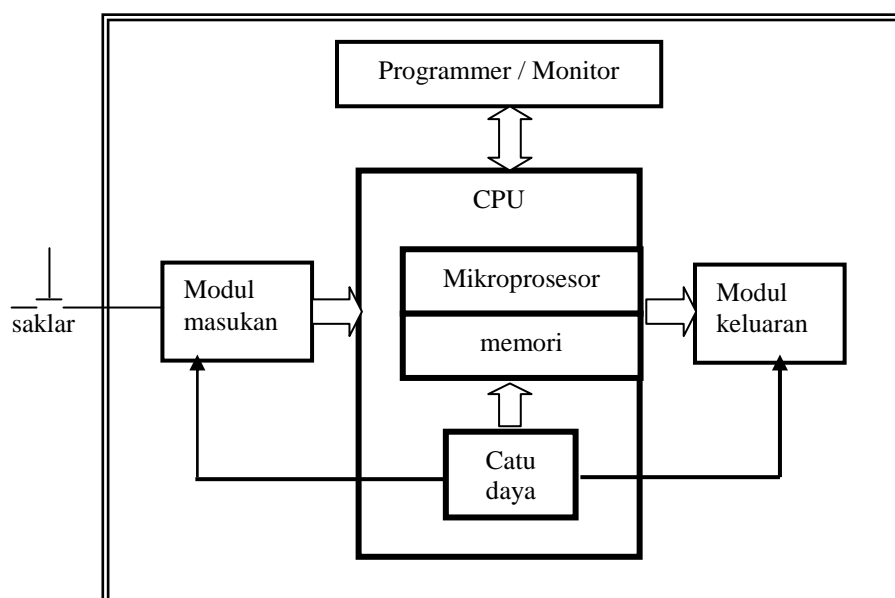 Programmer / Monitor
CPU
Mikroprosesor
memori
Modul
masukan
saklar
Modul
keluaran
Catu
daya